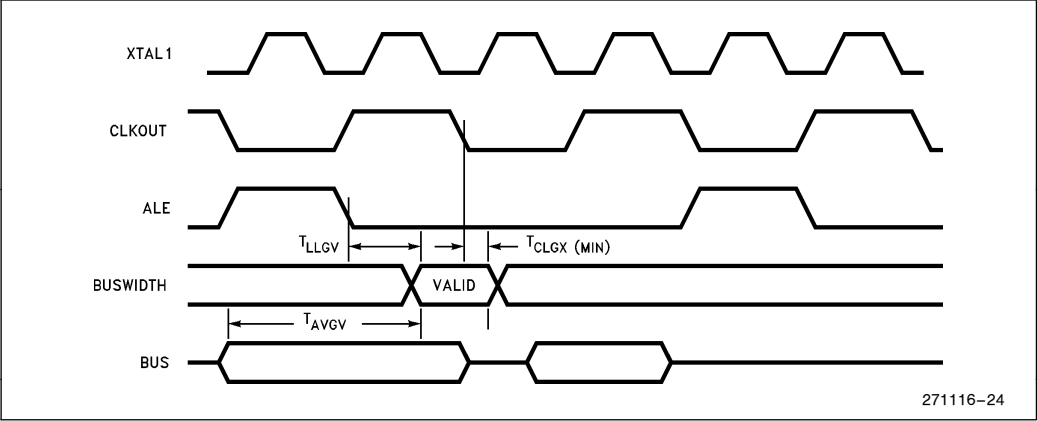 XTAL1
CLKOUT
ALE
TLLGV
TCLGX (MIN)
BUSWIDTH
VALID
TAVGV
BUS
271116–24